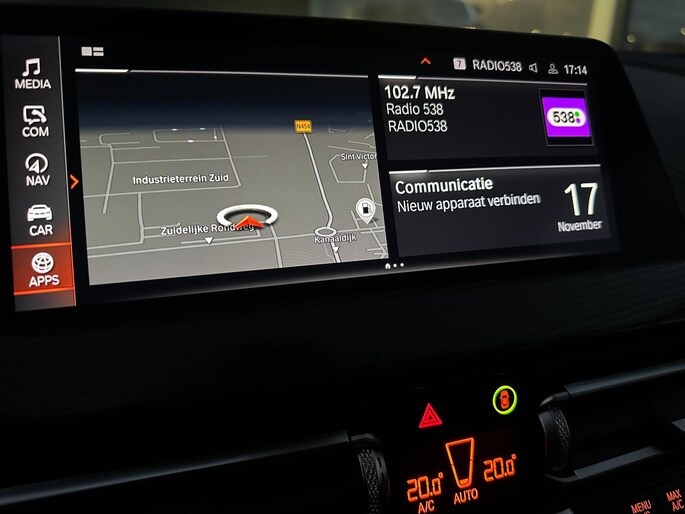 7 RADIO538 17:14
MEDIA
COM
NAV
CAR
APPS
N454
Sint Victor
Industrieterrein Zuid
Zuidelijke Rondweg
Kanaaldijk
102.7 MHz
Radio 538
RADIO538
538
Communicatie
Nieuw apparaat verbinden
17
November
20.0°
A/C
AUTO
20.0°
MENU
MAX
A/C